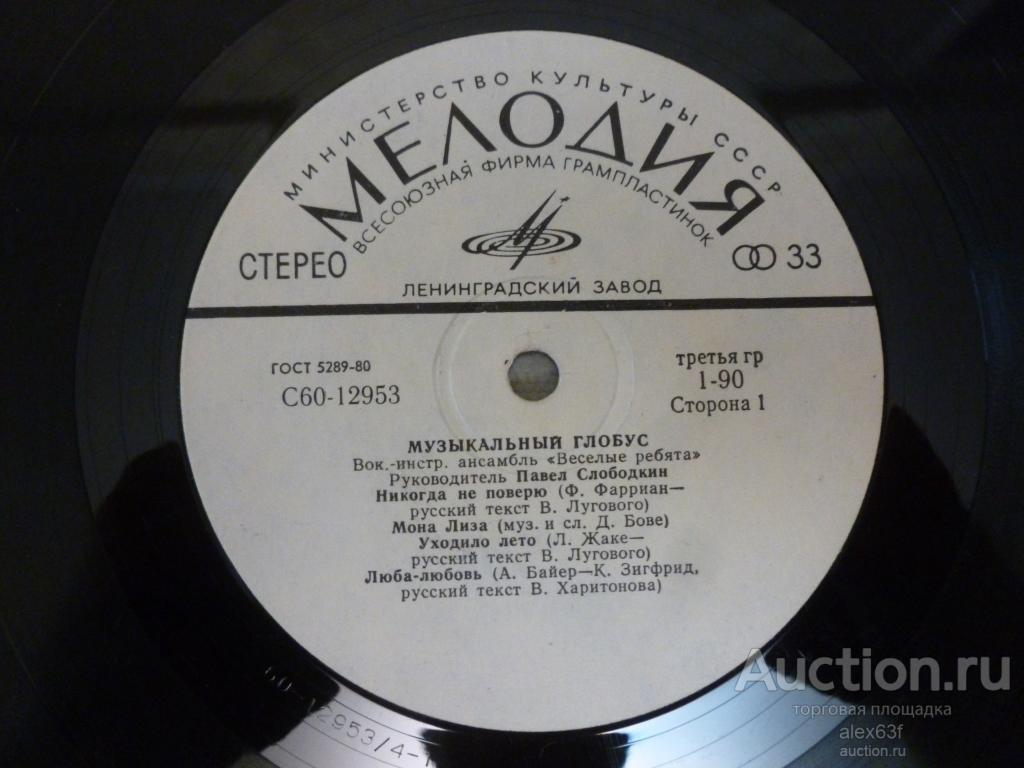 МИНИСТЕРСТВО КУЛЬТУРЫ СССР
МЕЛОДИЯ
ВСЕСОЮЗНАЯ ФИРМА ГРАМПЛАСТИНОК
СТЕРЕО
33
ЛЕНИНГРАДСКИЙ ЗАВОД
ГОСТ 5289-80
С60-12953
третья гр
1-90
Сторона 1
МУЗЫКАЛЬНЫЙ ГЛОБУС
Вок.-инстр. ансамбль «Веселые ребята»
Руководитель Павел Слободкин
Никогда не поверю (Ф. Фарриан—
русский текст В. Лугового)
Мона Лиза (муз. и сл. Д. Бове)
Уходило лето (Л. Жаке—
русский текст В. Лугового)
Люба-любовь (А. Байер—К. Зигфрид,
русский текст В. Харитонова)
Auction.ru
торговая площадка
alex63f
auction.ru